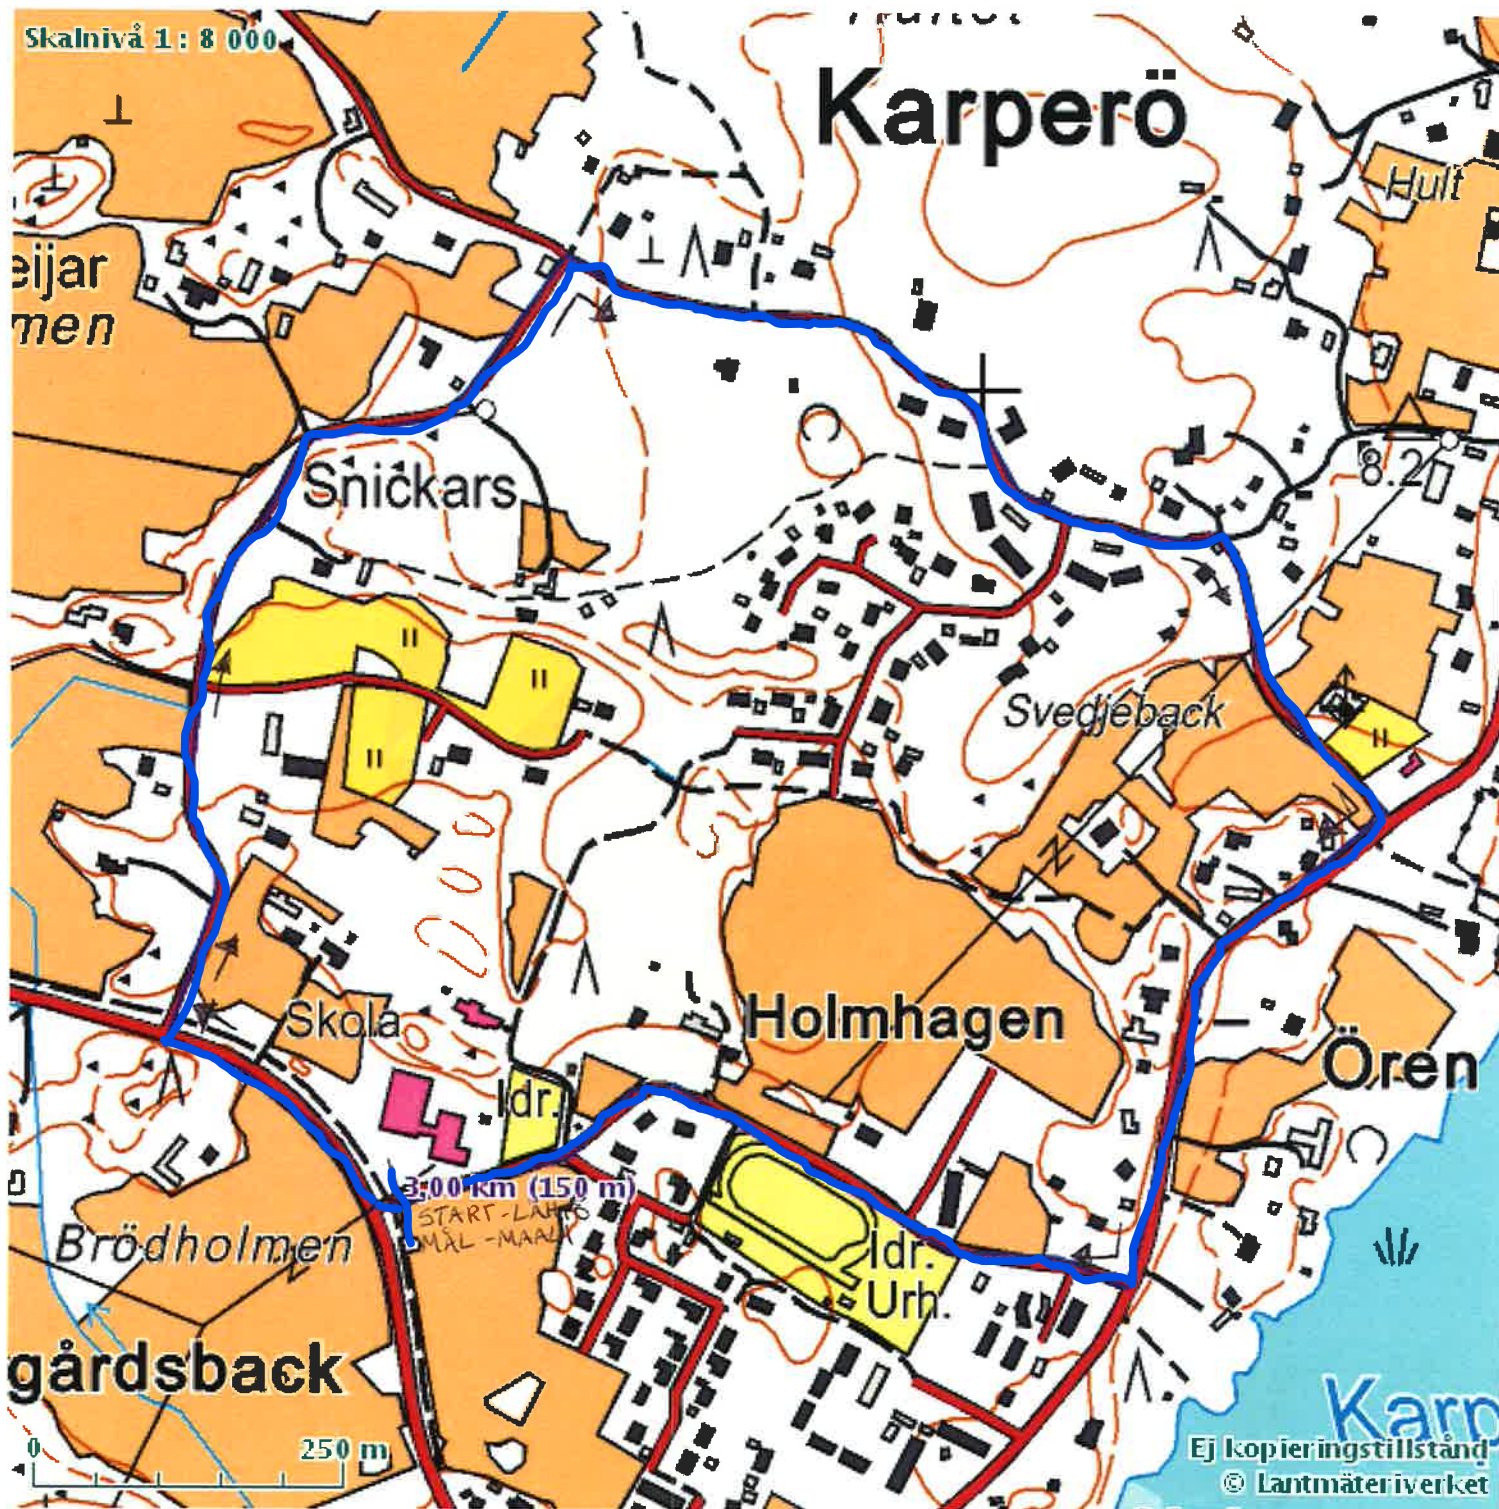 Skalnivå 1 : 8 000
Karperö
Hult
eijar
men
8.2
Snickars
Svedjeback
Skola
Holmhagen
Ören
Idr.
3,00 km (150 m)
START - LÄHTÖ
MÅL - MAALI
Brödholmen
Idr.
Urh.
gårdsback
Karp
0 250 m
Ej kopieringstillstånd
© Lantmäteriverket